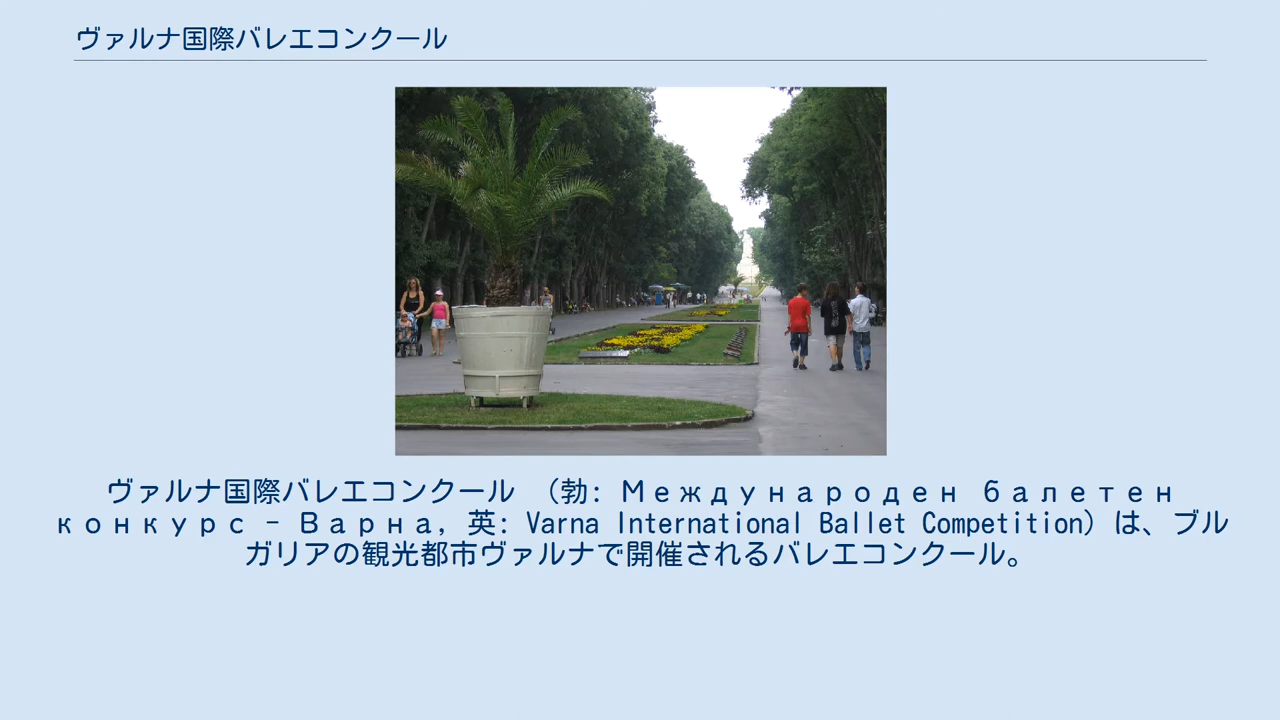 ヴァルナ国際バレエコンクール
ヴァルナ国際バレエコンクール （勃: Международен балетен
конкурс – Варна, 英: Varna International Ballet Competition）は、ブル
ガリアの観光都市ヴァルナで開催されるバレエコンクール。